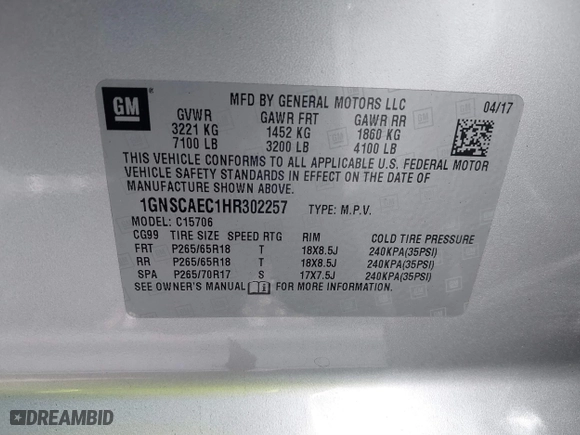 GM
MFD BY GENERAL MOTORS LLC
04/17
GVWR GAWR FRT GAWR RR
3221 KG 1452 KG 1860 KG
7100 LB 3200 LB 4100 LB
THIS VEHICLE CONFORMS TO ALL APPLICABLE U.S. FEDERAL MOTOR
VEHICLE SAFETY STANDARDS IN EFFECT ON THE DATE OF
MANUFACTURE SHOWN ABOVE.
1GNSCAEC1HR302257 TYPE: M.P.V.
MODEL: C15706
CG99 TIRE SIZE SPEED RTG RIM COLD TIRE PRESSURE
FRT P265/65R18 T 18X8.5J 240KPA(35PSI)
RR P265/65R18 T 18X8.5J 240KPA(35PSI)
SPA P265/70R17 S 17X7.5J 240KPA(35PSI)
SEE OWNER'S MANUAL FOR MORE INFORMATION.
DREAMBID